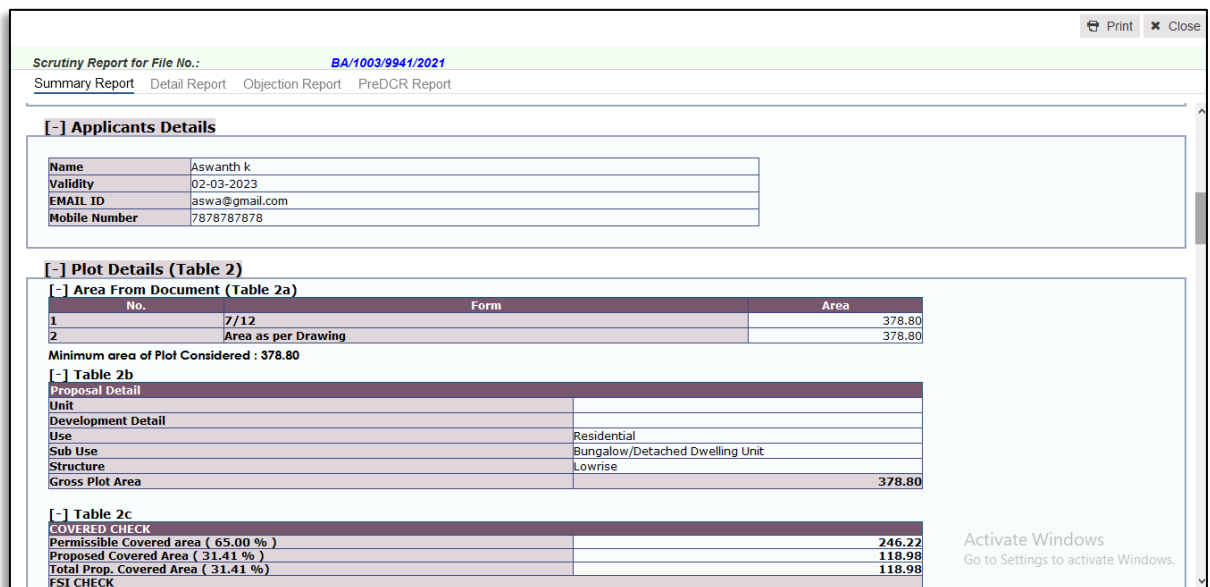 Print Close
Scrutiny Report for File No.: BA/1003/9941/2021
Summary Report Detail Report Objection Report PreDCR Report
[-] Applicants Details
Name Aswanth k
Validity 02-03-2023
EMAIL ID aswa@gmail.com
Mobile Number 7878787878
[-] Plot Details (Table 2)
[-] Area From Document (Table 2a)
No. Form Area
1 7/12 378.80
2 Area as per Drawing 378.80
Minimum area of Plot Considered : 378.80
[-] Table 2b
Proposal Detail
Unit
Development Detail
Use Residential
Sub Use Bungalow/Detached Dwelling Unit
Structure Lowrise
Gross Plot Area 378.80
[-] Table 2c
COVERED CHECK
Permissible Covered area ( 65.00 % ) 246.22
Proposed Covered Area ( 31.41 % ) 118.98
Total Prop. Covered Area ( 31.41 %) 118.98
FSI CHECK
Activate Windows
Go to Settings to activate Windows.